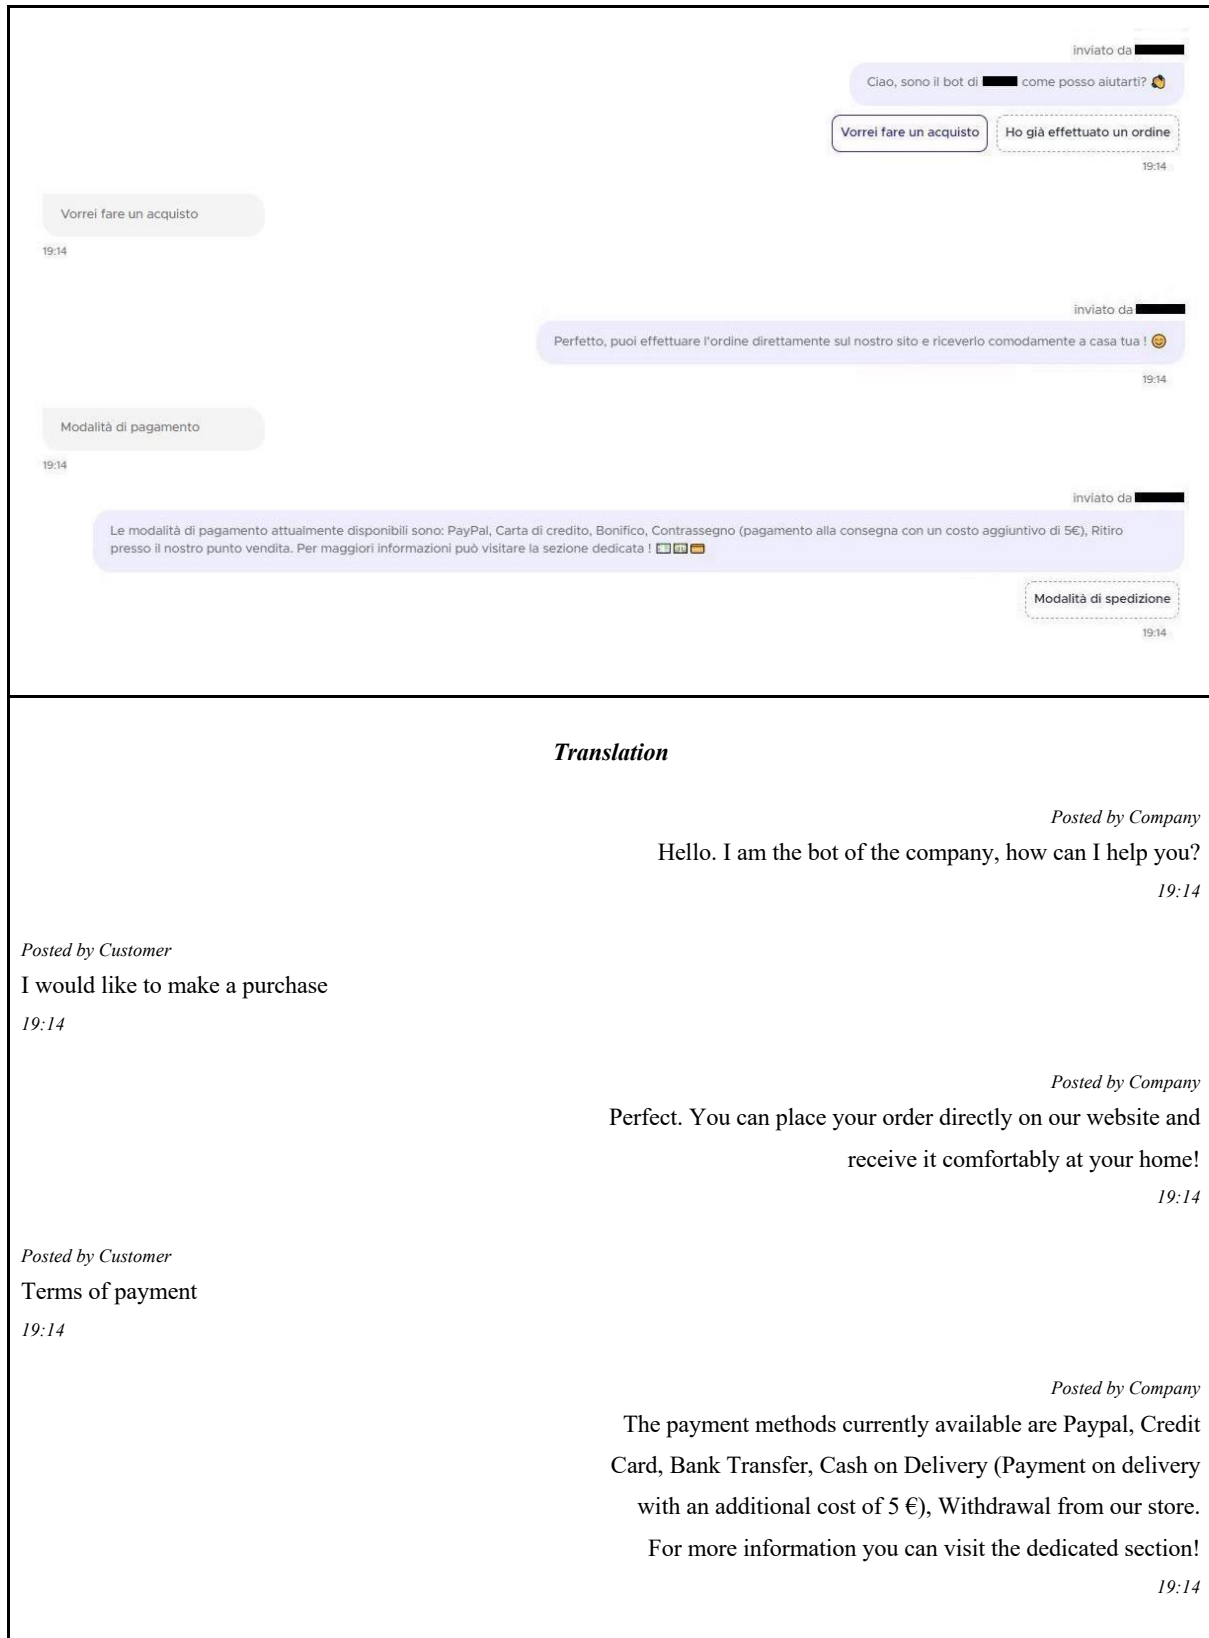 inviato da
Ciao, sono il bot di come posso aiutarti?
Vorrei fare un acquisto
Ho già effettuato un ordine
19:14
Vorrei fare un acquisto
19:14
inviato da
Perfetto, puoi effettuare l'ordine direttamente sul nostro sito e riceverlo comodamente a casa tua !
19:14
Modalità di pagamento
19:14
inviato da
Le modalità di pagamento attualmente disponibili sono: PayPal, Carta di credito, Bonifico, Contrassegno (pagamento alla consegna con un costo aggiuntivo di 5€), Ritiro
presso il nostro punto vendita. Per maggiori informazioni può visitare la sezione dedicata !
Modalità di spedizione
19:14
Translation
Posted by Company
Hello. I am the bot of the company, how can I help you?
19:14
Posted by Customer
I would like to make a purchase
19:14
Posted by Company
Perfect. You can place your order directly on our website and
receive it comfortably at your home!
19:14
Posted by Customer
Terms of payment
19:14
Posted by Company
The payment methods currently available are Paypal, Credit
Card, Bank Transfer, Cash on Delivery (Payment on delivery
with an additional cost of 5 €), Withdrawal from our store.
For more information you can visit the dedicated section!
19:14